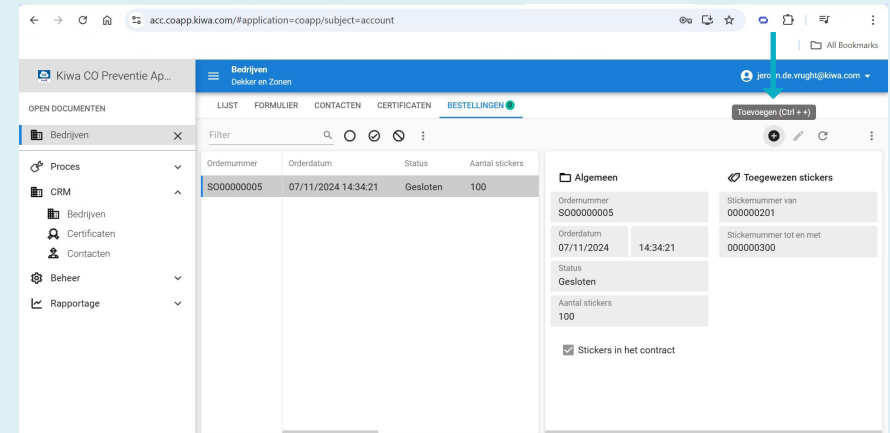 acc.coapp.kiwa.com/#application=coapp/subject=account
All Bookmarks
Kiwa CO Preventie Ap...
Bedrijven
Dekker en Zonen
jeroen.de.vrught@kiwa.com
OPEN DOCUMENTEN
LIJST FORMULIER CONTACTEN CERTIFICATEN BESTELLINGEN 0
Toevoegen (Ctrl + +)
Bedrijven
Filter
Proces
CRM
Bedrijven
Certificaten
Contacten
Beheer
Rapportage
Ordernummer Orderdatum Status Aantal stickers
SO00000005 07/11/2024 14:34:21 Gesloten 100
Algemeen
Ordernummer
SO00000005
Orderdatum
07/11/2024 14:34:21
Status
Gesloten
Aantal stickers
100
Stickers in het contract
Toegewezen stickers
Stickernummer van
000000201
Stickernummer tot en met
000000300